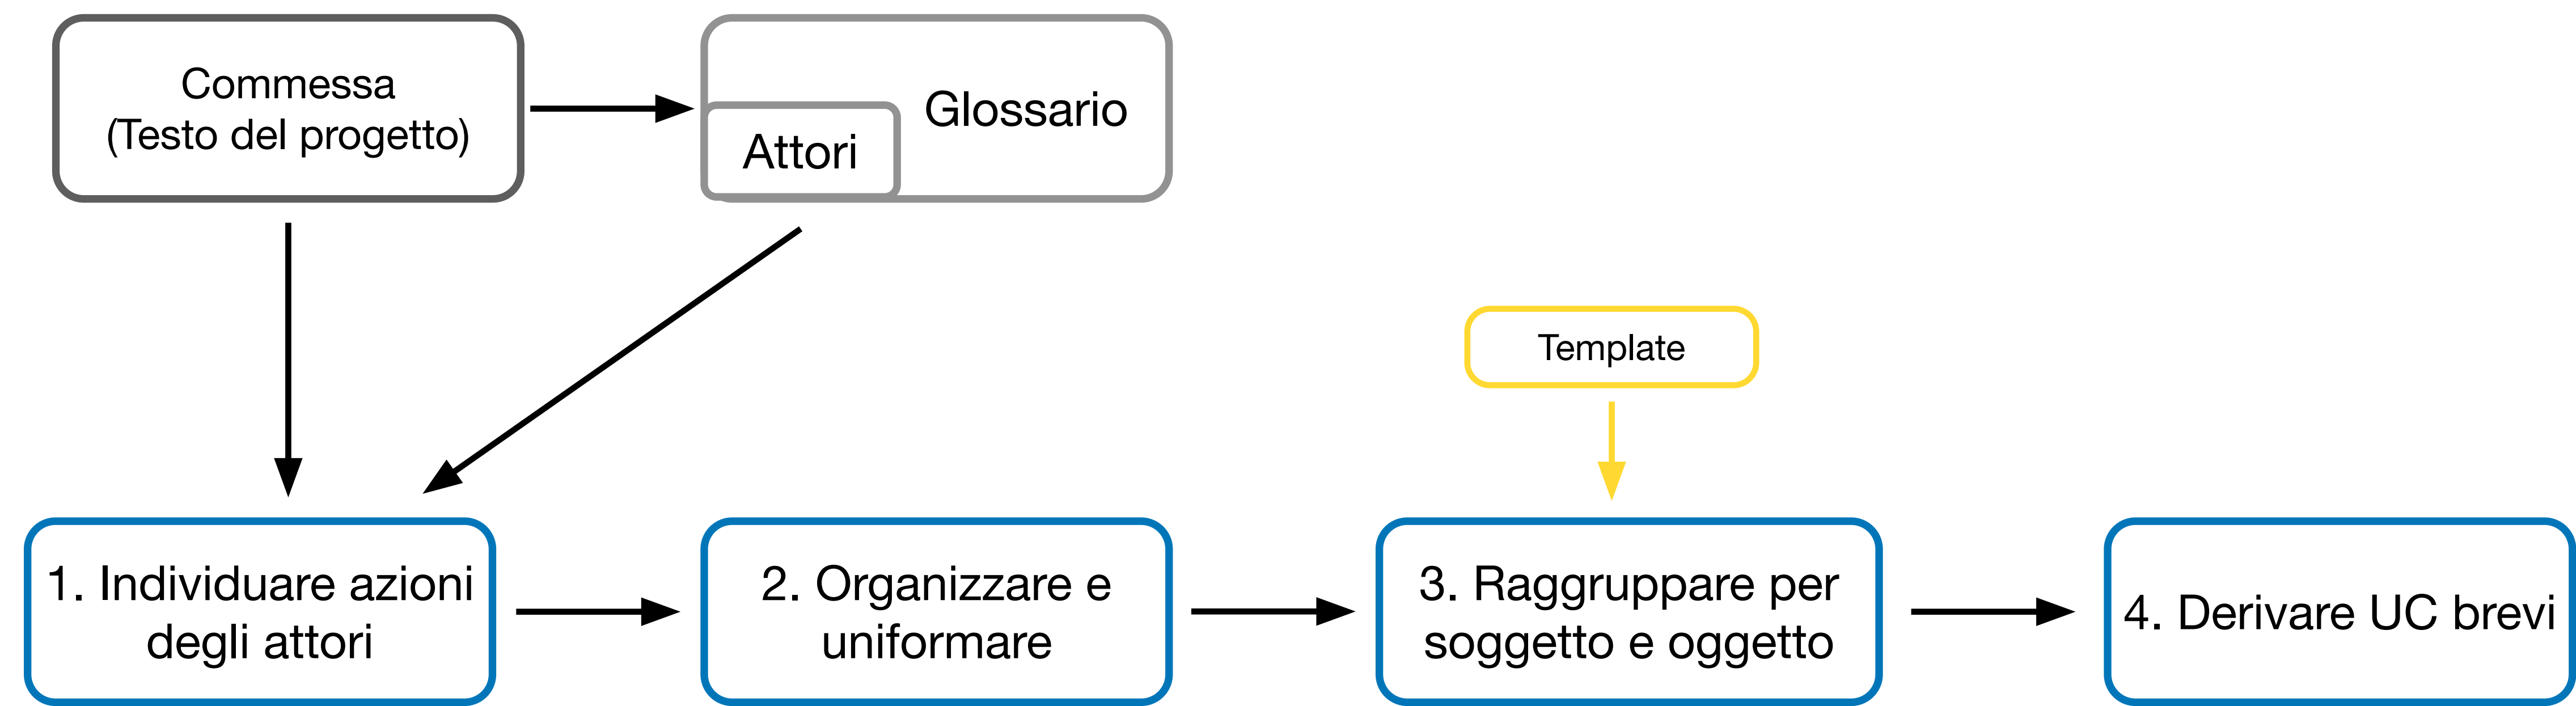 Commessa
(Testo del progetto)
Glossario
Attori
Template
1. Individuare azioni
degli attori
2. Organizzare e
uniformare
3. Raggruppare per
soggetto e oggetto
4. Derivare UC brevi